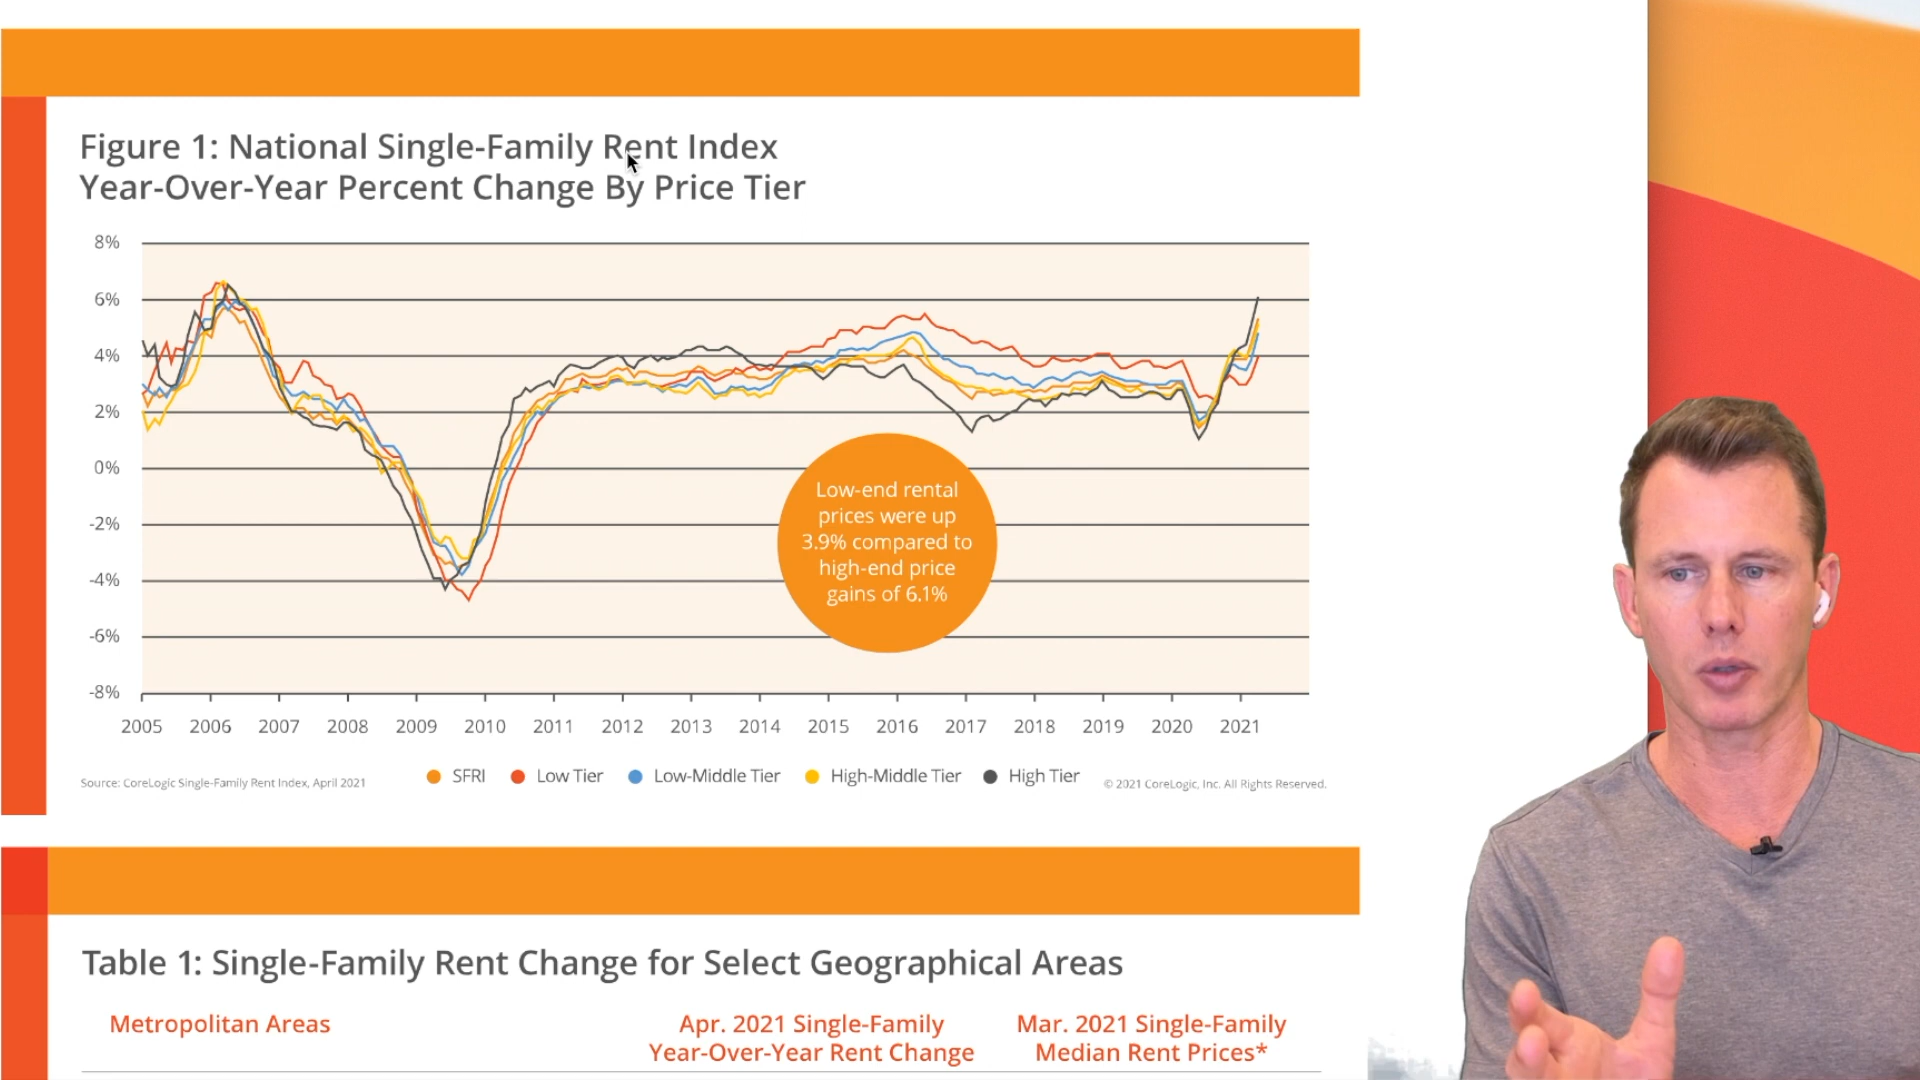 Figure 1: National Single-Family Rent Index
Year-Over-Year Percent Change By Price Tier
8%
6%
4%
2%
0%
-2%
-4%
-6%
-8%
Low-end rental
prices were up
3.9% compared to
high-end price
gains of 6.1%
2005 2006 2007 2008 2009 2010 2011 2012 2013 2014 2015 2016 2017 2018 2019 2020 2021
SFRI Low Tier Low-Middle Tier High-Middle Tier High Tier
Source: CoreLogic Single-Family Rent Index, April 2021
© 2021 CoreLogic, Inc. All Rights Reserved.
Table 1: Single-Family Rent Change for Select Geographical Areas
Metropolitan Areas
Apr. 2021 Single-Family
Year-Over-Year Rent Change
Mar. 2021 Single-Family
Median Rent Prices*